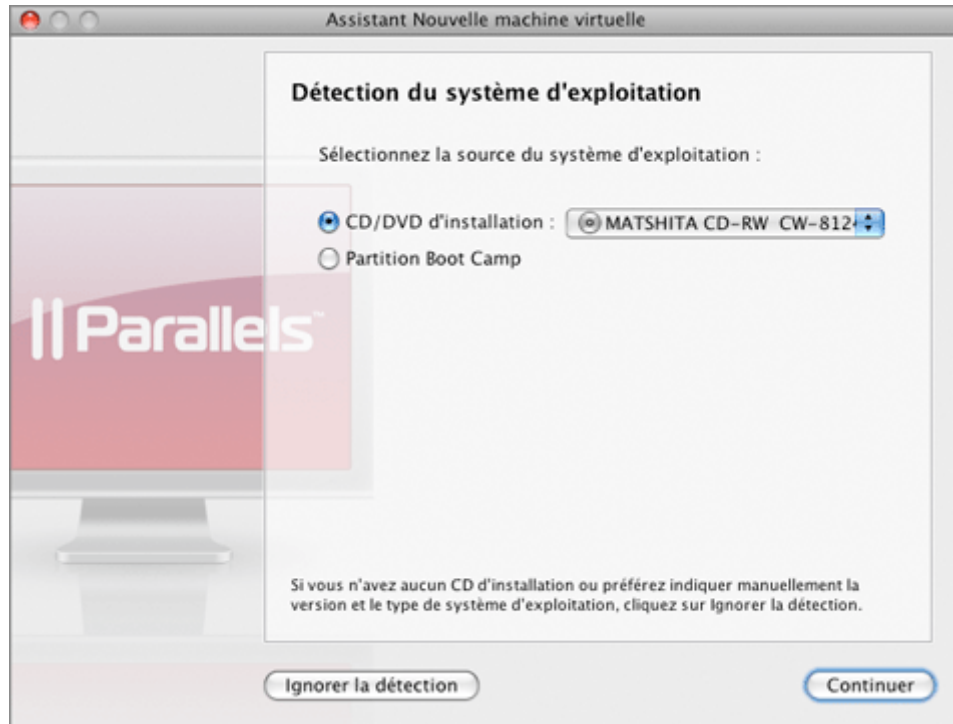 Assistant Nouvelle machine virtuelle
Détection du système d'exploitation
Sélectionnez la source du système d'exploitation :
CD/DVD d'installation : MATSHITA CD-RW CW-812
Partition Boot Camp
Parallels™
Si vous n'avez aucun CD d'installation ou préférez indiquer manuellement la
version et le type de système d'exploitation, cliquez sur Ignorer la détection.
Ignorer la détection Continuer